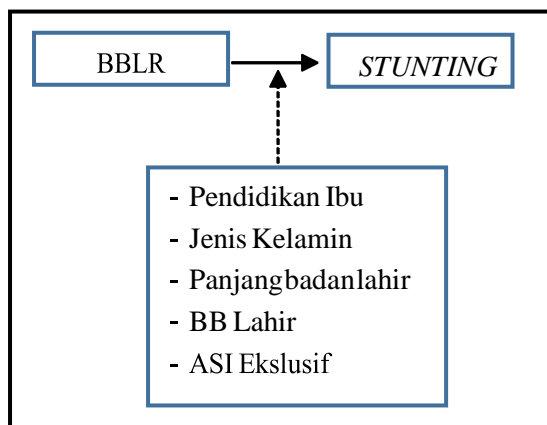 BBLR
STUNTING
- Pendidikan Ibu
- Jenis Kelamin
- Panjangbadanlahir
- BB Lahir
- ASI Ekslusif